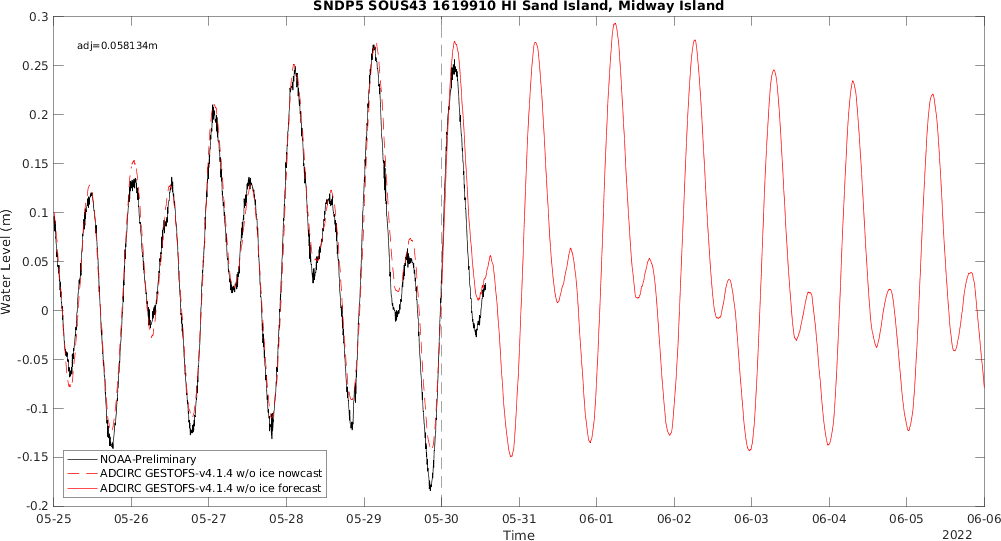 SNDP5 SOUS43 1619910 HI Sand Island, Midway Island
0.3
adj=0.058134m
0.25
0.2
0.15
0.1
0.05
0
-0.05
-0.1
-0.15
-0.2
Water Level (m)
NOAA-Preliminary
ADCIRC GESTOFS-v4.1.4 w/o ice nowcast
ADCIRC GESTOFS-v4.1.4 w/o ice forecast
05-25 05-26 05-27 05-28 05-29 05-30 05-31 06-01 06-02 06-03 06-04 06-05 06-06
Time
2022